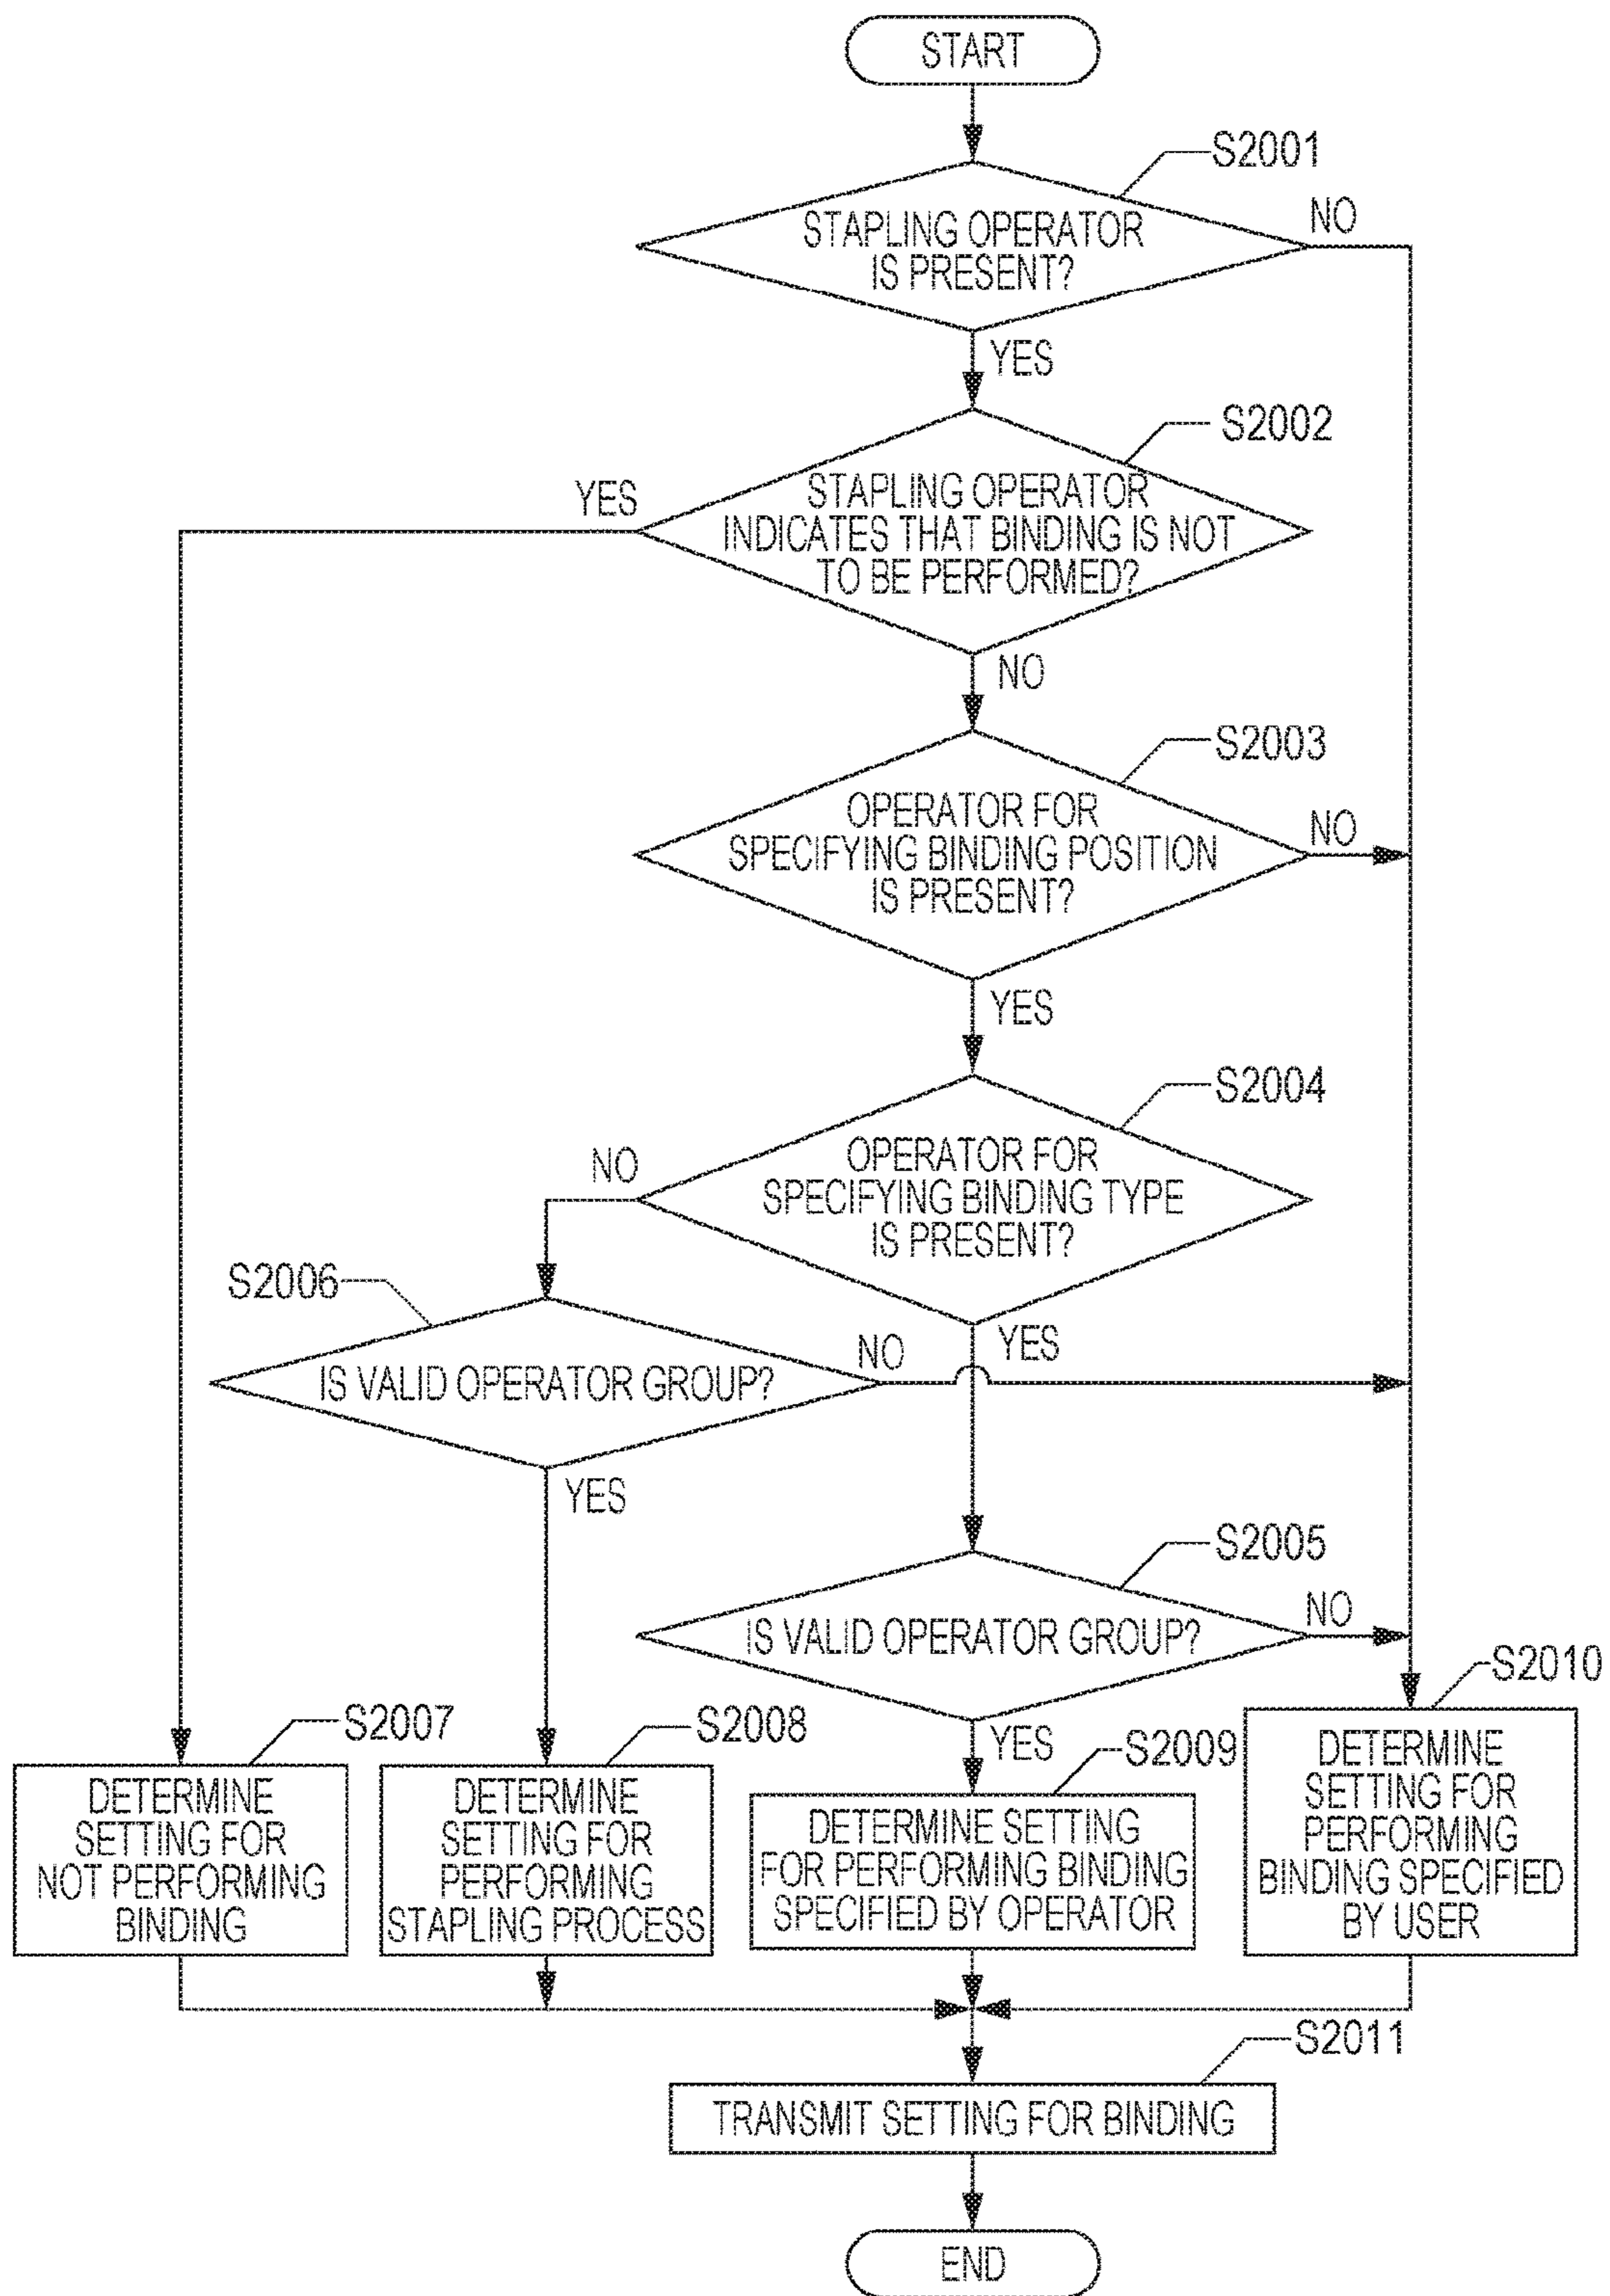 START
S2001
STAPLING OPERATOR
IS PRESENT?
NO
YES
S2002
STAPLING OPERATOR
INDICATES THAT BINDING IS NOT
TO BE PERFORMED?
YES
NO
S2003
OPERATOR FOR
SPECIFYING BINDING POSITION
IS PRESENT?
NO
YES
S2004
OPERATOR FOR
SPECIFYING BINDING TYPE
IS PRESENT?
NO
YES
S2006
IS VALID OPERATOR GROUP?
NO
YES
S2005
IS VALID OPERATOR GROUP?
NO
YES
S2007
DETERMINE
SETTING FOR
NOT PERFORMING
BINDING
S2008
DETERMINE
SETTING FOR
PERFORMING
STAPLING PROCESS
S2009
DETERMINE SETTING
FOR PERFORMING BINDING
SPECIFIED BY OPERATOR
S2010
DETERMINE
SETTING FOR
PERFORMING
BINDING SPECIFIED
BY USER
S2011
TRANSMIT SETTING FOR BINDING
END